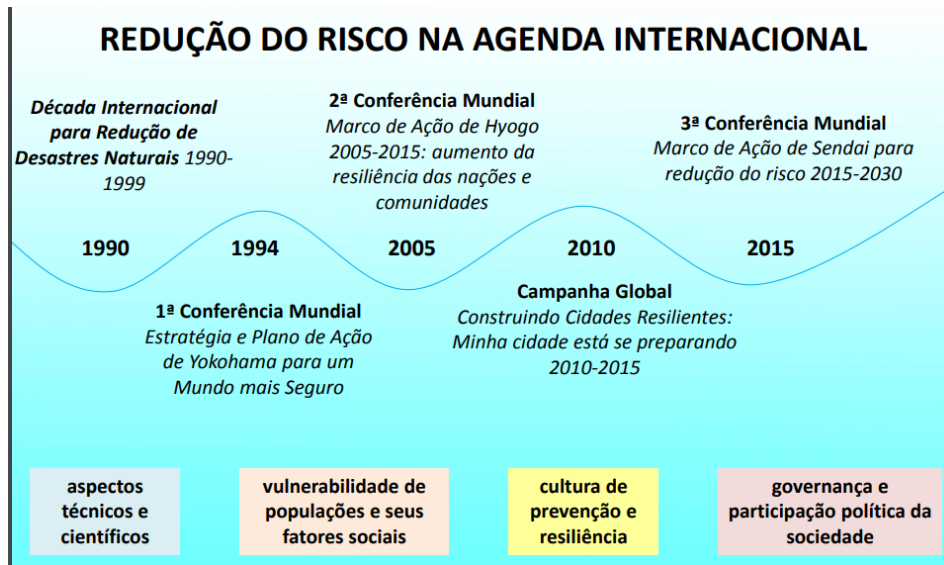 REDUÇÃO DO RISCO NA AGENDA INTERNACIONAL
Década Internacional
para Redução de
Desastres Naturais 1990-
1999
2ª Conferência Mundial
Marco de Ação de Hyogo
2005-2015: aumento da
resiliência das nações e
comunidades
3ª Conferência Mundial
Marco de Ação de Sendai para
redução do risco 2015-2030
1990
1994
2005
2010
2015
1ª Conferência Mundial
Estratégia e Plano de Ação
de Yokohama para um
Mundo mais Seguro
Campanha Global
Construindo Cidades Resilientes:
Minha cidade está se preparando
2010-2015
aspectos
técnicos e
científicos
vulnerabilidade de
populações e seus
fatores sociais
cultura de
prevenção e
resiliência
governança e
participação política da
sociedade